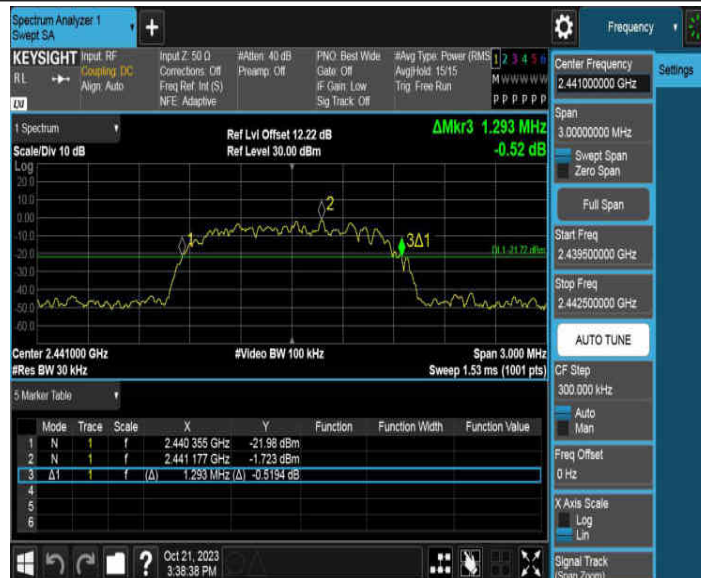 Spectrum Analyzer 1
Swept SA
+
Frequency
KEYSIGHT
RL
LXI
Input: RF
Coupling: DC
Align: Auto
Input Z: 50 Ω
Corrections: Off
Freq Ref: Int (S)
NFE: Adaptive
#Atten: 40 dB
Preamp: Off
PNO: Best Wide
Gate: Off
IF Gain: Low
Sig Track: Off
#Avg Type: Power (RMS
Avg|Hold: 15/15
Trig: Free Run
1 2 3 4 5 6
M W W W W W
P P P P P P
1 Spectrum
Scale/Div 10 dB
Log
Ref Lvl Offset 12.22 dB
Ref Level 30.00 dBm
ΔMkr3 1.293 MHz
-0.52 dB
20.0
10.0
0.00
-10.0
-20.0
-30.0
-40.0
-50.0
-60.0
1
2
3Δ1
DL1 -21.72 dBm
Center 2.441000 GHz
#Res BW 30 kHz
#Video BW 100 kHz
Span 3.000 MHz
Sweep 1.53 ms (1001 pts)
5 Marker Table
Mode Trace Scale X Y Function Function Width Function Value
1 N 1 f 2.440 355 GHz -21.98 dBm
2 N 1 f 2.441 177 GHz -1.723 dBm
3 Δ1 1 f (Δ) 1.293 MHz (Δ) -0.5194 dB
4
5
6
?
Oct 21, 2023
3:38:38 PM
Center Frequency
2.441000000 GHz
Settings
Span
3.00000000 MHz
Swept Span
Zero Span
Full Span
Start Freq
2.439500000 GHz
Stop Freq
2.442500000 GHz
AUTO TUNE
CF Step
300.000 kHz
Auto
Man
Freq Offset
0 Hz
X Axis Scale
Log
Lin
Signal Track
(Span Zoom)